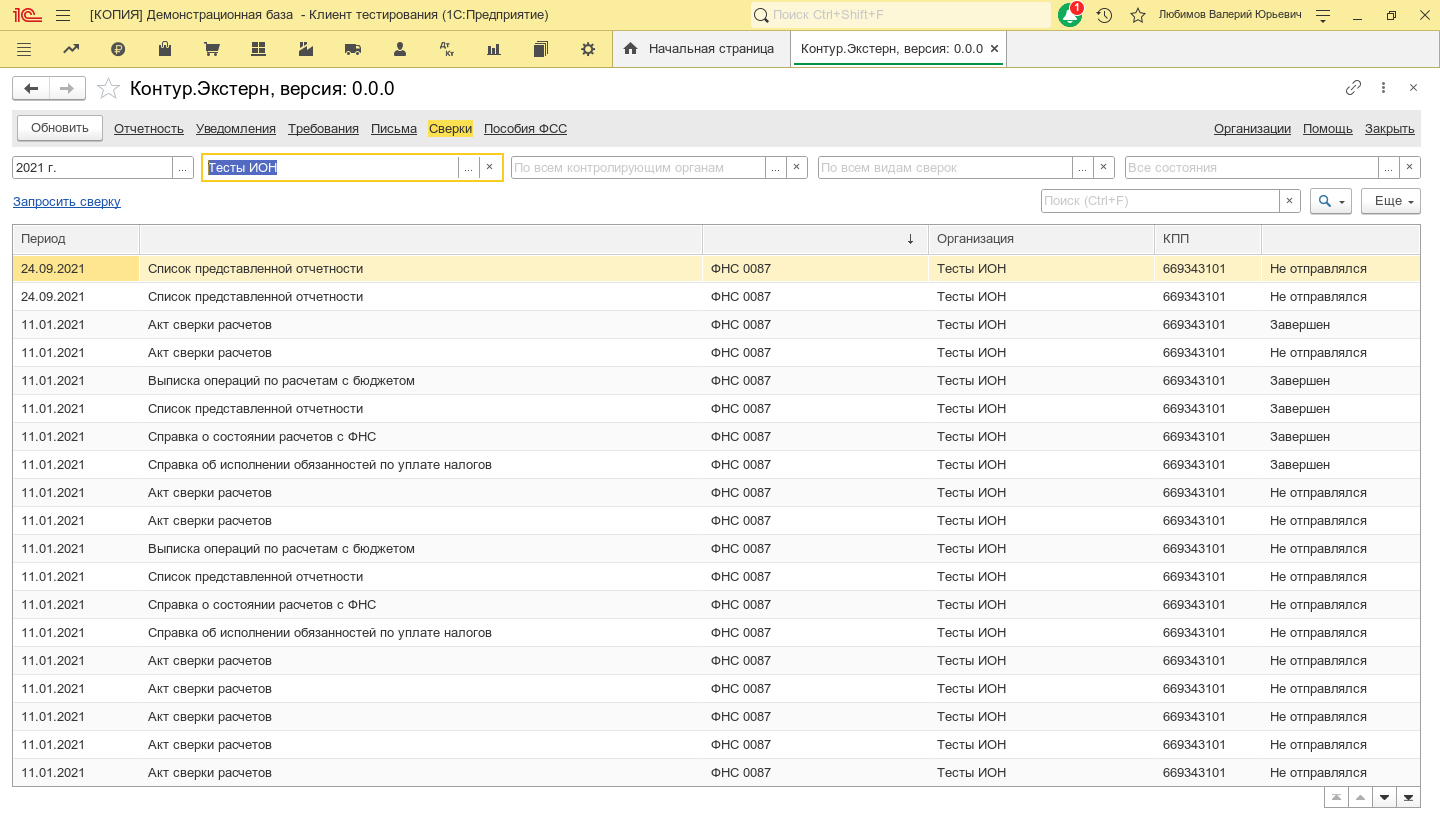 [КОПИЯ] Демонстрационная база - Клиент тестирования (1С:Предприятие) Поиск Ctrl+Shift+F 1 Любимов Валерий Юрьевич
Начальная страница Контур.Экстерн, версия: 0.0.0
Контур.Экстерн, версия: 0.0.0
Обновить Отчетность Уведомления Требования Письма Сверки Пособия ФСС Организации Помощь Закрыть
2021 г. ... Тесты ИОН ... × По всем контролирующим органам ... × По всем видам сверок ... × Все состояния ... ×
Запросить сверку Поиск (Ctrl+F) × Еще
Период ↓ Организация КПП
24.09.2021 Список представленной отчетности ФНС 0087 Тесты ИОН 669343101 Не отправлялся
24.09.2021 Список представленной отчетности ФНС 0087 Тесты ИОН 669343101 Не отправлялся
11.01.2021 Акт сверки расчетов ФНС 0087 Тесты ИОН 669343101 Завершен
11.01.2021 Акт сверки расчетов ФНС 0087 Тесты ИОН 669343101 Не отправлялся
11.01.2021 Выписка операций по расчетам с бюджетом ФНС 0087 Тесты ИОН 669343101 Завершен
11.01.2021 Список представленной отчетности ФНС 0087 Тесты ИОН 669343101 Завершен
11.01.2021 Справка о состоянии расчетов с ФНС ФНС 0087 Тесты ИОН 669343101 Завершен
11.01.2021 Справка об исполнении обязанностей по уплате налогов ФНС 0087 Тесты ИОН 669343101 Завершен
11.01.2021 Акт сверки расчетов ФНС 0087 Тесты ИОН 669343101 Не отправлялся
11.01.2021 Акт сверки расчетов ФНС 0087 Тесты ИОН 669343101 Не отправлялся
11.01.2021 Выписка операций по расчетам с бюджетом ФНС 0087 Тесты ИОН 669343101 Не отправлялся
11.01.2021 Список представленной отчетности ФНС 0087 Тесты ИОН 669343101 Не отправлялся
11.01.2021 Справка о состоянии расчетов с ФНС ФНС 0087 Тесты ИОН 669343101 Не отправлялся
11.01.2021 Справка об исполнении обязанностей по уплате налогов ФНС 0087 Тесты ИОН 669343101 Не отправлялся
11.01.2021 Акт сверки расчетов ФНС 0087 Тесты ИОН 669343101 Не отправлялся
11.01.2021 Акт сверки расчетов ФНС 0087 Тесты ИОН 669343101 Не отправлялся
11.01.2021 Акт сверки расчетов ФНС 0087 Тесты ИОН 669343101 Не отправлялся
11.01.2021 Акт сверки расчетов ФНС 0087 Тесты ИОН 669343101 Не отправлялся
11.01.2021 Акт сверки расчетов ФНС 0087 Тесты ИОН 669343101 Не отправлялся